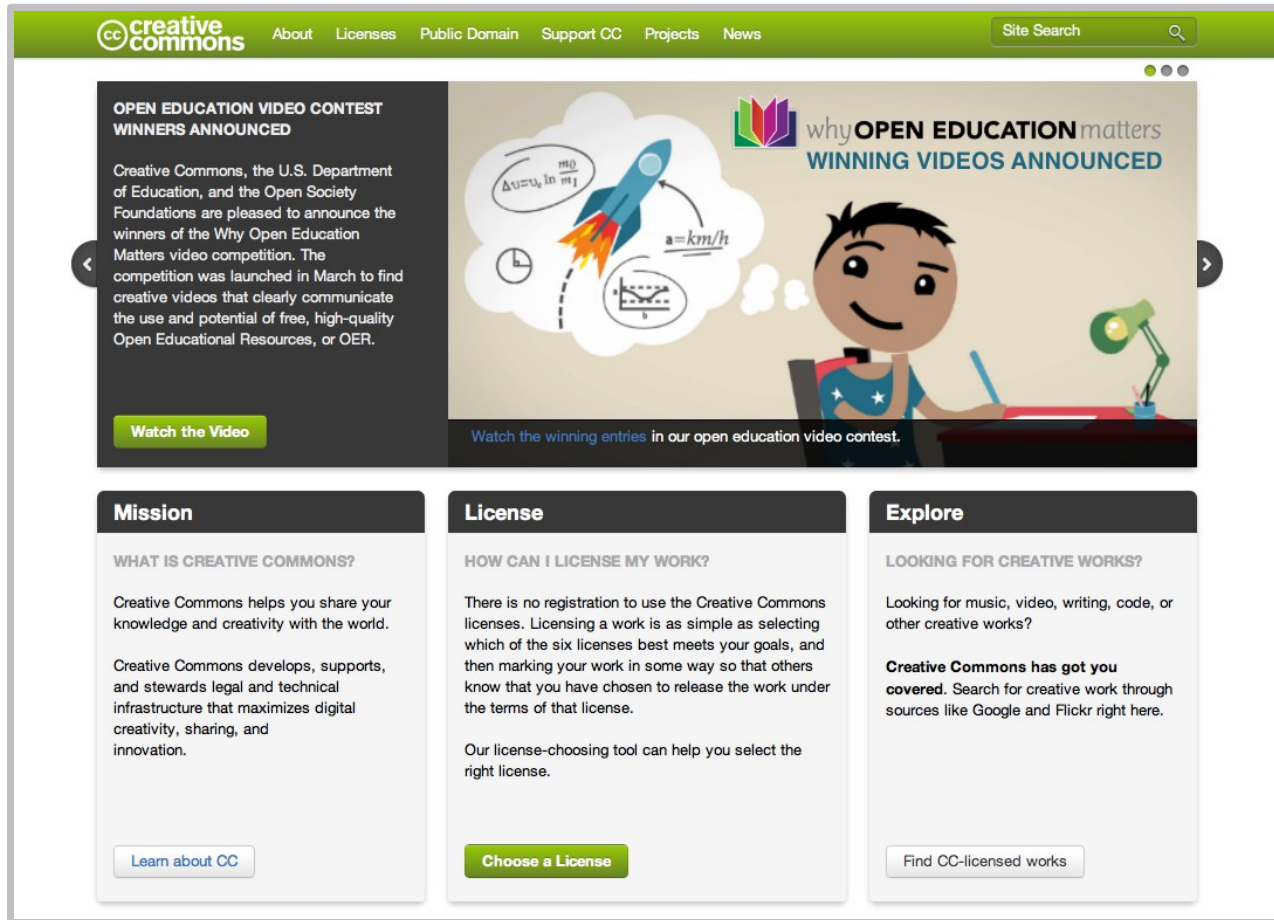 cc creative commons
About Licenses Public Domain Support CC Projects News
Site Search
OPEN EDUCATION VIDEO CONTEST
WINNERS ANNOUNCED
Creative Commons, the U.S. Department
of Education, and the Open Society
Foundations are pleased to announce the
winners of the Why Open Education
Matters video competition. The
competition was launched in March to find
creative videos that clearly communicate
the use and potential of free, high-quality
Open Educational Resources, or OER.
Watch the Video
why OPEN EDUCATION matters
WINNING VIDEOS ANNOUNCED
Δυ=υₑ ln m0/m1
a=km/h
b
Watch the winning entries in our open education video contest.
Mission
WHAT IS CREATIVE COMMONS?
Creative Commons helps you share your
knowledge and creativity with the world.
Creative Commons develops, supports,
and stewards legal and technical
infrastructure that maximizes digital
creativity, sharing, and
innovation.
Learn about CC
License
HOW CAN I LICENSE MY WORK?
There is no registration to use the Creative Commons
licenses. Licensing a work is as simple as selecting
which of the six licenses best meets your goals, and
then marking your work in some way so that others
know that you have chosen to release the work under
the terms of that license.
Our license-choosing tool can help you select the
right license.
Choose a License
Explore
LOOKING FOR CREATIVE WORKS?
Looking for music, video, writing, code, or
other creative works?
Creative Commons has got you
covered. Search for creative work through
sources like Google and Flickr right here.
Find CC-licensed works